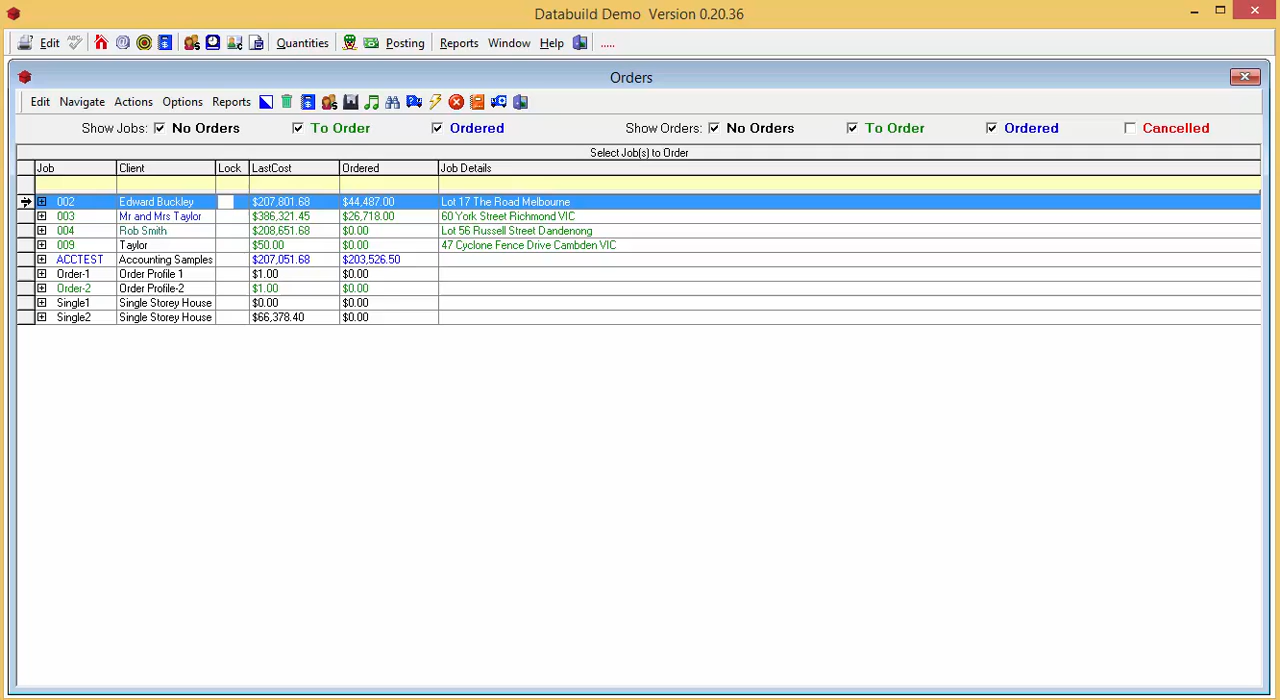 Databuild Demo Version 0.20.36
Edit Quantities Posting Reports Window Help .....
Orders
Edit Navigate Actions Options Reports
Show Jobs: No Orders To Order Ordered Show Orders: No Orders To Order Ordered Cancelled
Select Job(s) to Order
Job Client Lock LastCost Ordered Job Details
002 Edward Buckley $207,801.68 $44,487.00 Lot 17 The Road Melbourne
003 Mr and Mrs Taylor $386,321.45 $26,718.00 60 York Street Richmond VIC
004 Rob Smith $208,651.68 $0.00 Lot 56 Russell Street Dandenong
009 Taylor $50.00 $0.00 47 Cyclone Fence Drive Cambden VIC
ACCTEST Accounting Samples $207,051.68 $203,526.50
Order-1 Order Profile 1 $1.00 $0.00
Order-2 Order Profile-2 $1.00 $0.00
Single1 Single Storey House $0.00 $0.00
Single2 Single Storey House $66,378.40 $0.00